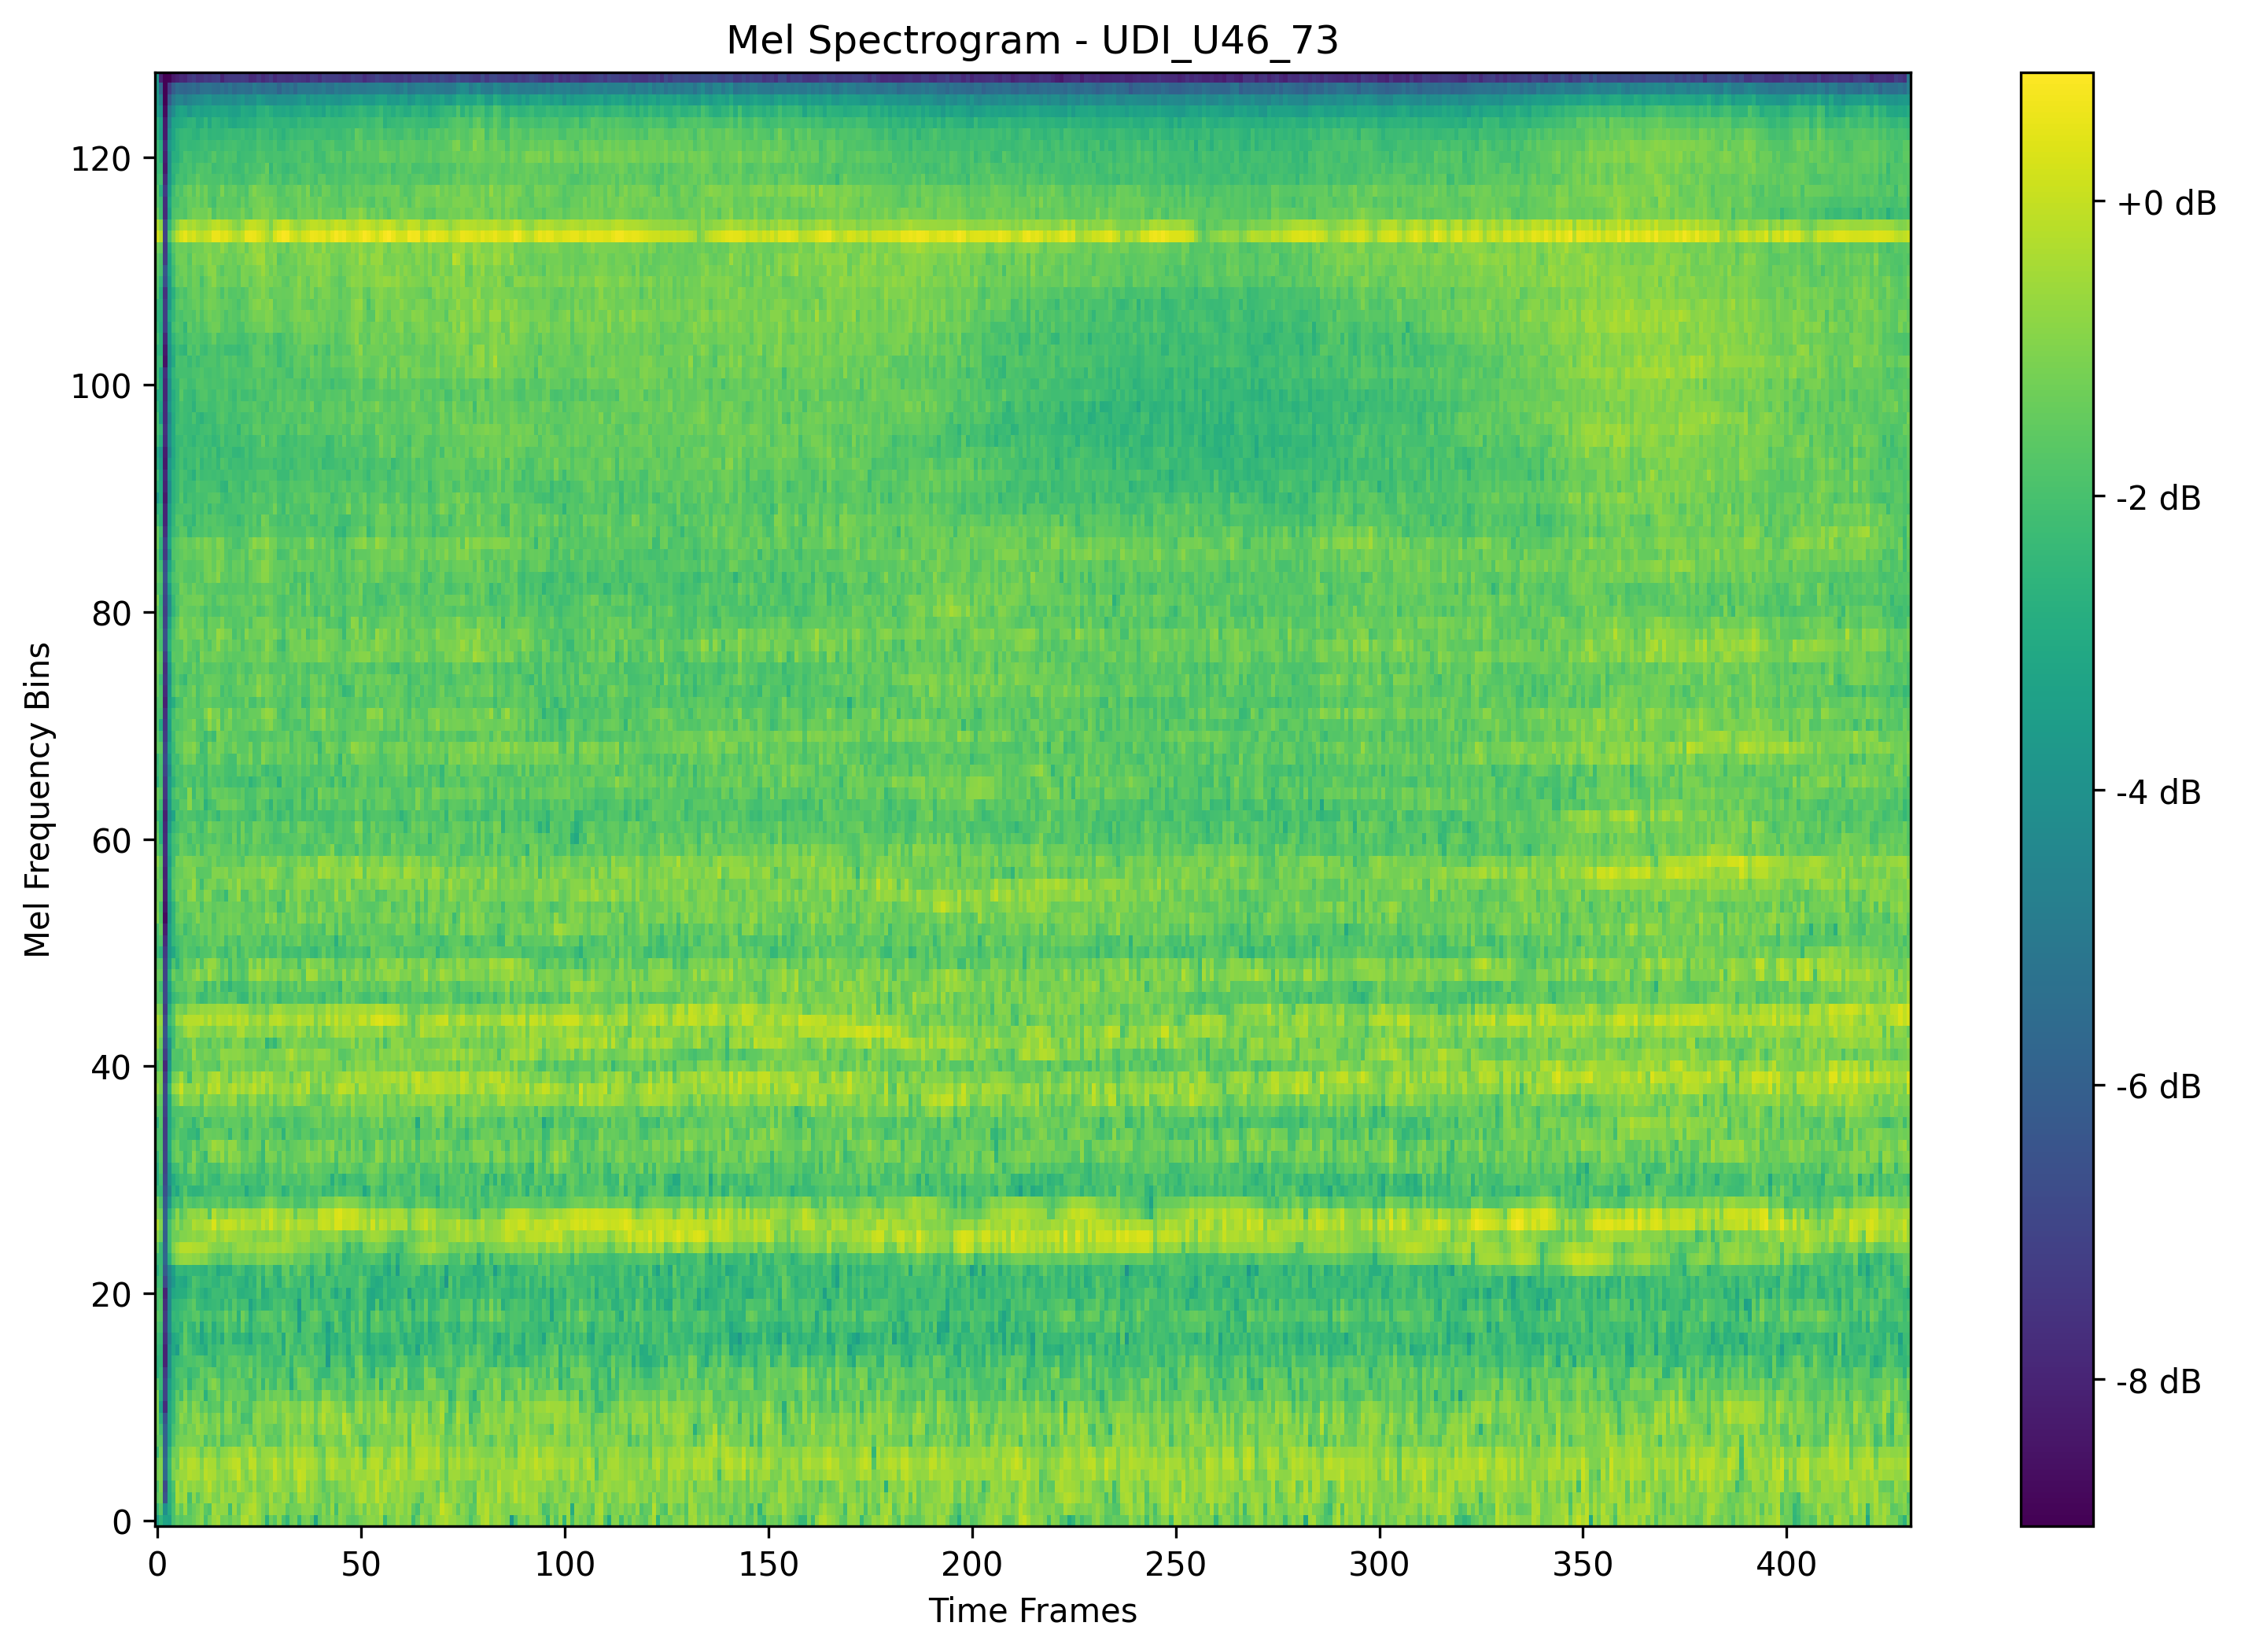 Mel Spectrogram - UDI_U46_73
Mel Frequency Bins
120
100
80
60
40
20
0
0 50 100 150 200 250 300 350 400
Time Frames
+0 dB
-2 dB
-4 dB
-6 dB
-8 dB